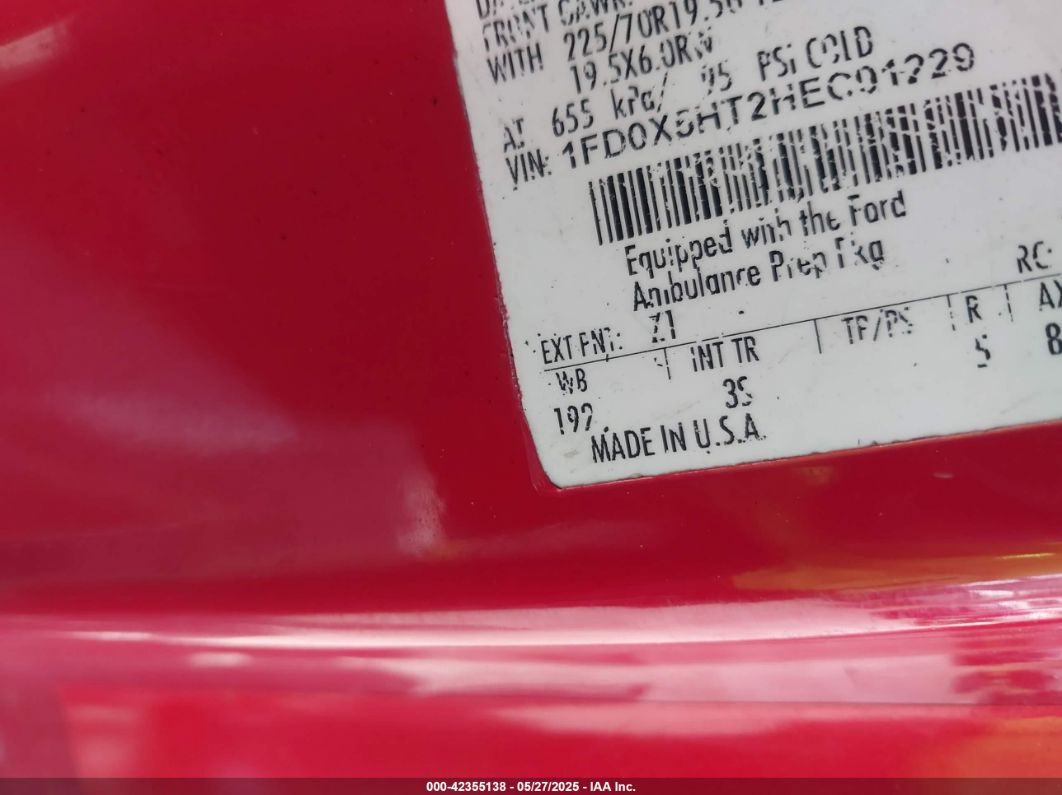 FRONT GAWR:
WITH 225/70R19.5G
19.5X6.0RW
AT 655 kPa/ 95 PSI COLD
VIN: 1FD0X5HT2HEC91229
Equipped with the Ford
Ambulance Prep Pkg
EXT PNT: Z1 RC:
WB INT TR TP/PS R AX
192 3S 5 8
MADE IN U.S.A.
000-42355138 - 05/27/2025 - IAA Inc.